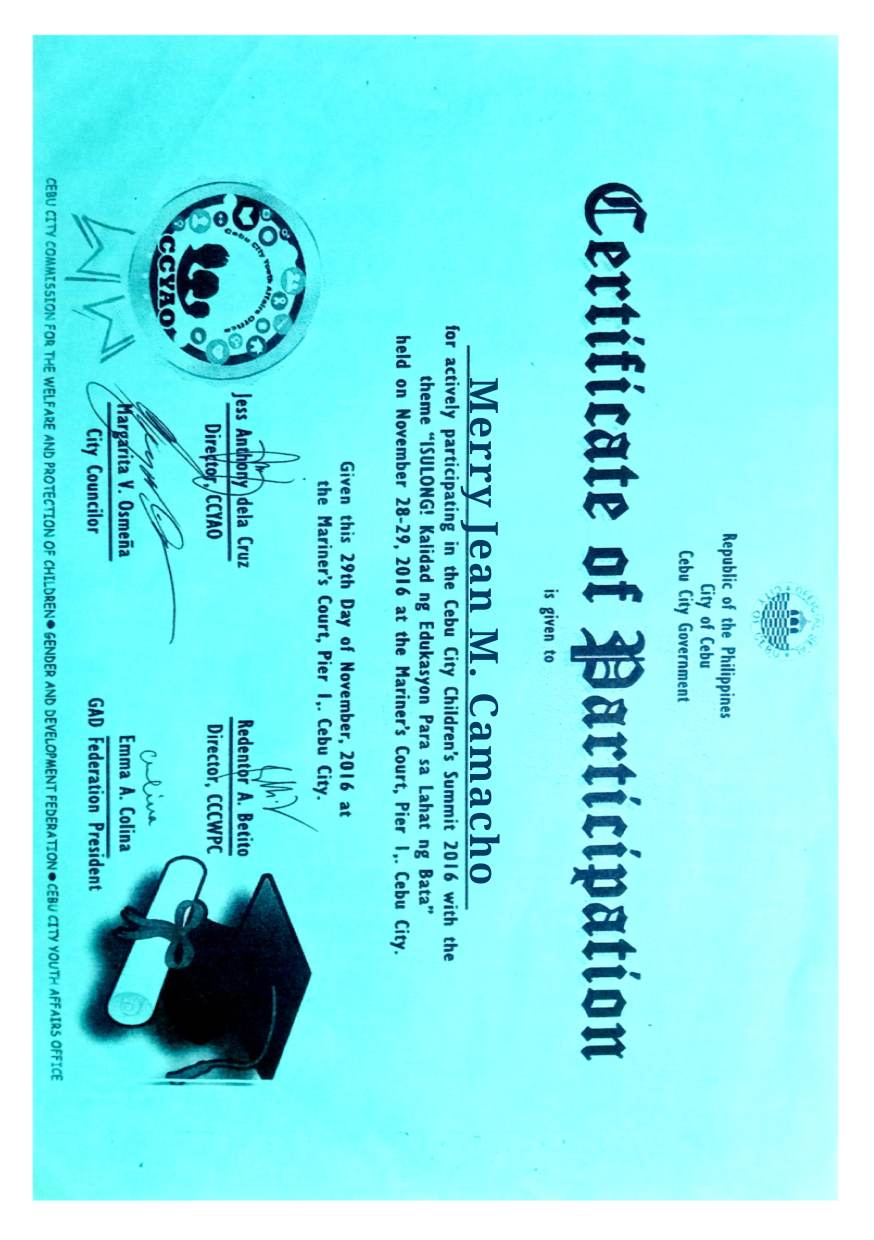 OFFICIAL SEAL
CITY OF CEBU
Republic of the Philippines
City of Cebu
Cebu City Government
Certificate of Participation
is given to
Merry Jean M. Camacho
for actively participating in the Cebu City Children's Summit 2016 with the
theme “ISULONG! Kalidad ng Edukasyon Para sa Lahat ng Bata”
held on November 28-29, 2016 at the Mariner's Court, Pier 1,. Cebu City.
Given this 29th Day of November, 2016 at
the Mariner's Court, Pier 1,. Cebu City.
Cebu City Youth Affairs Office
CCYAO
Jess Anthony dela Cruz
Director, CCYAO
Redentor A. Betito
Director, CCCWPC
Margarita V. Osmeña
City Councilor
Emma A. Colina
GAD Federation President
CEBU CITY COMMISSION FOR THE WELFARE AND PROTECTION OF CHILDREN ● GENDER AND DEVELOPMENT FEDERATION ● CEBU CITY YOUTH AFFAIRS OFFICE